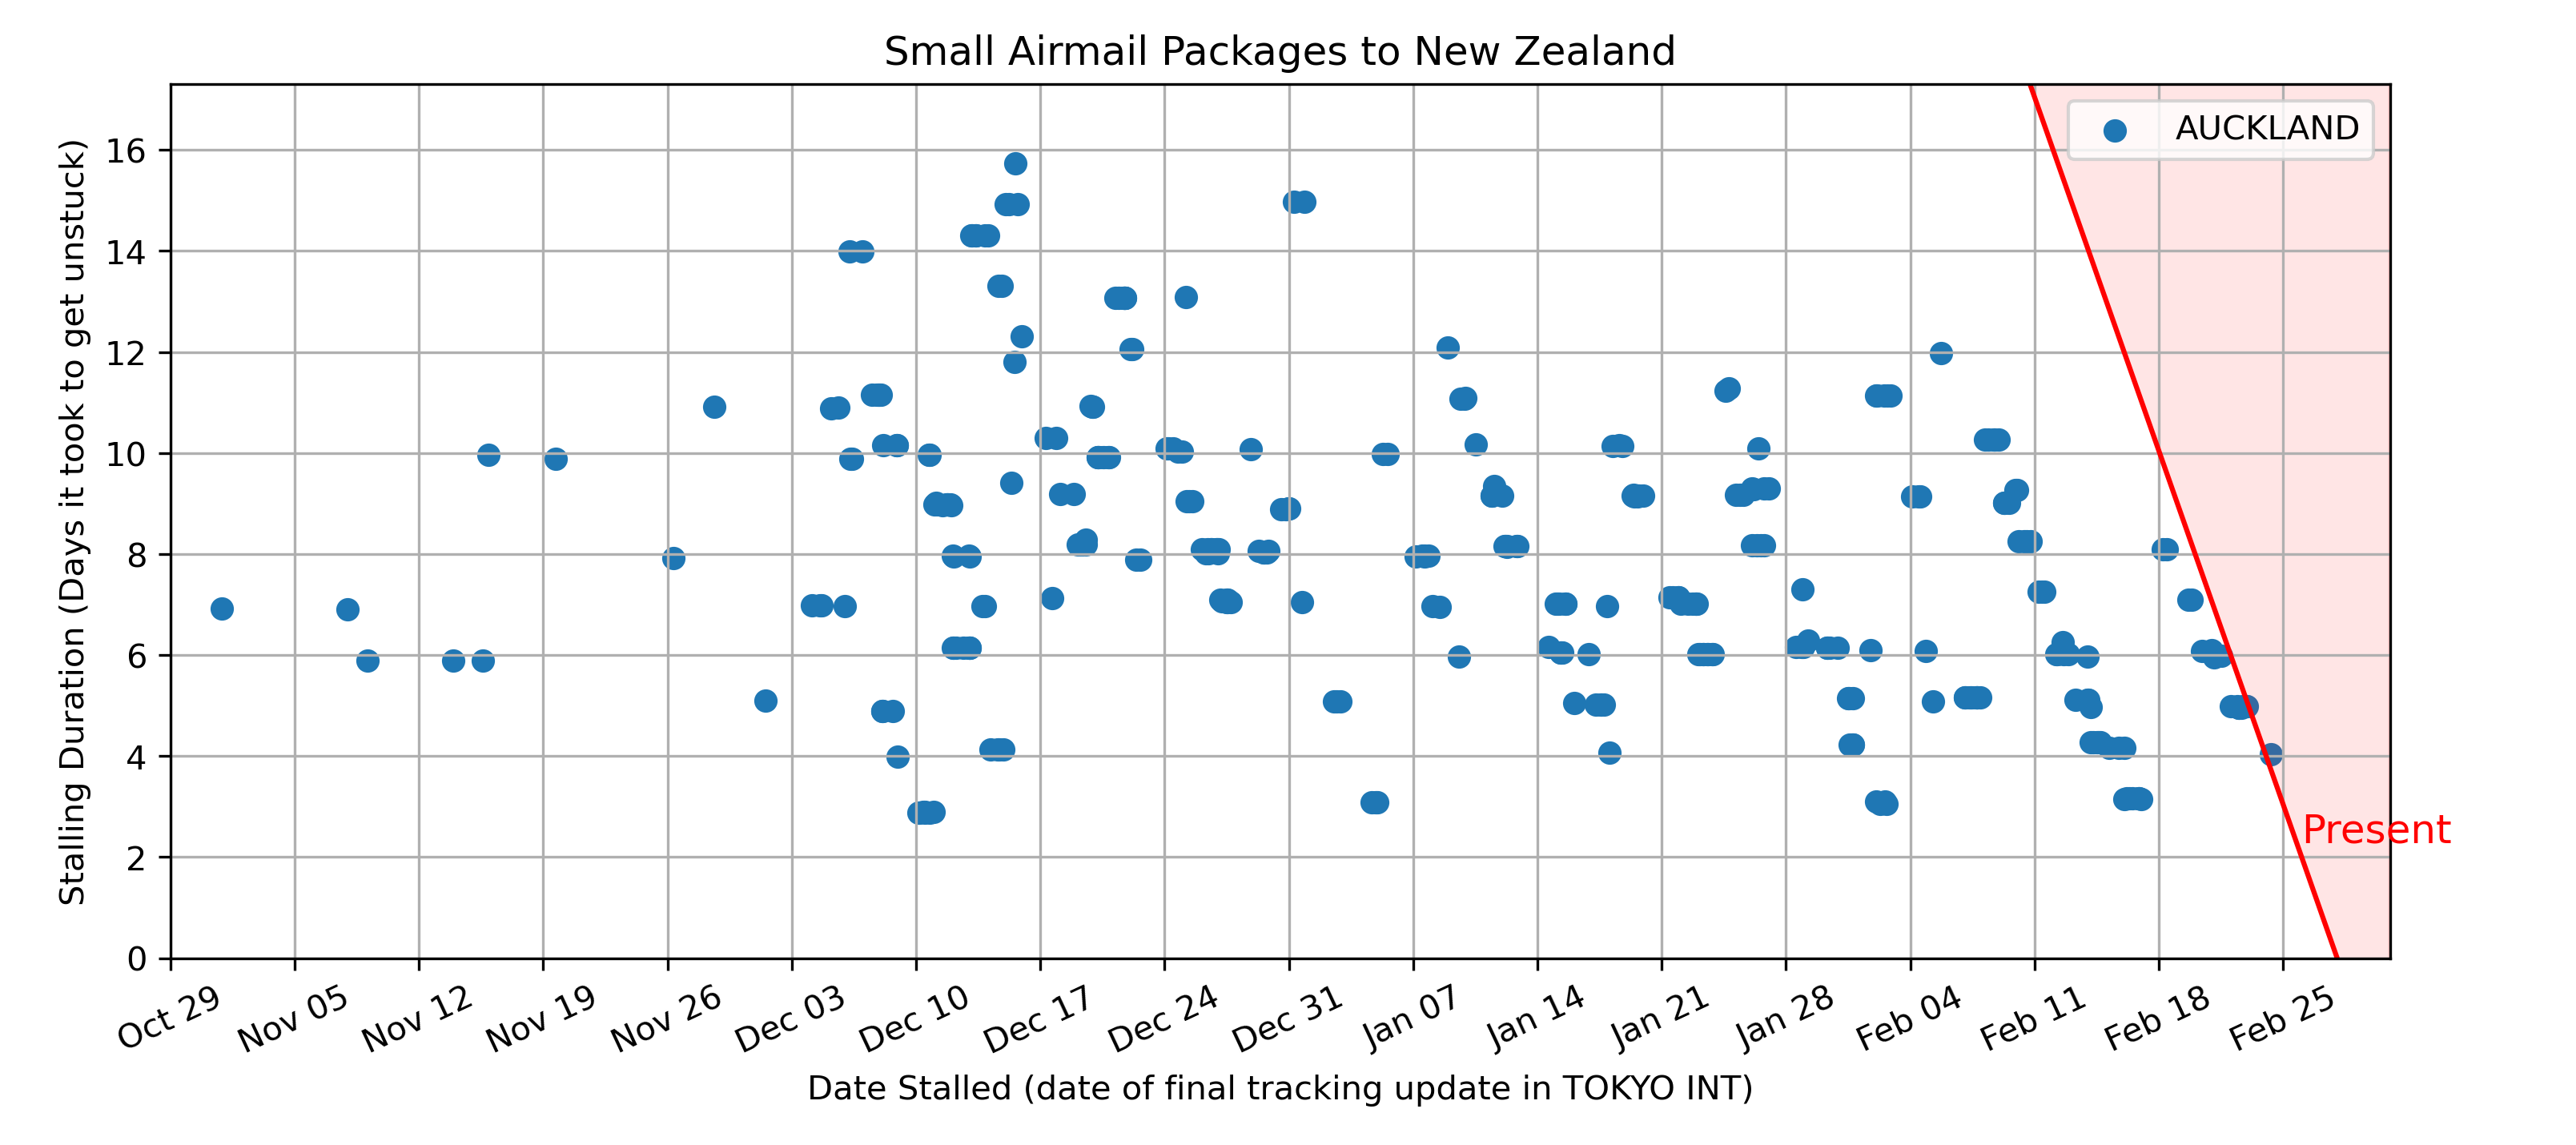 Small Airmail Packages to New Zealand
AUCKLAND
Stalling Duration (Days it took to get unstuck)
16
14
12
10
8
6
4
2
0
Present
Oct 29
Nov 05
Nov 12
Nov 19
Nov 26
Dec 03
Dec 10
Dec 17
Dec 24
Dec 31
Jan 07
Jan 14
Jan 21
Jan 28
Feb 04
Feb 11
Feb 18
Feb 25
Date Stalled (date of final tracking update in TOKYO INT)